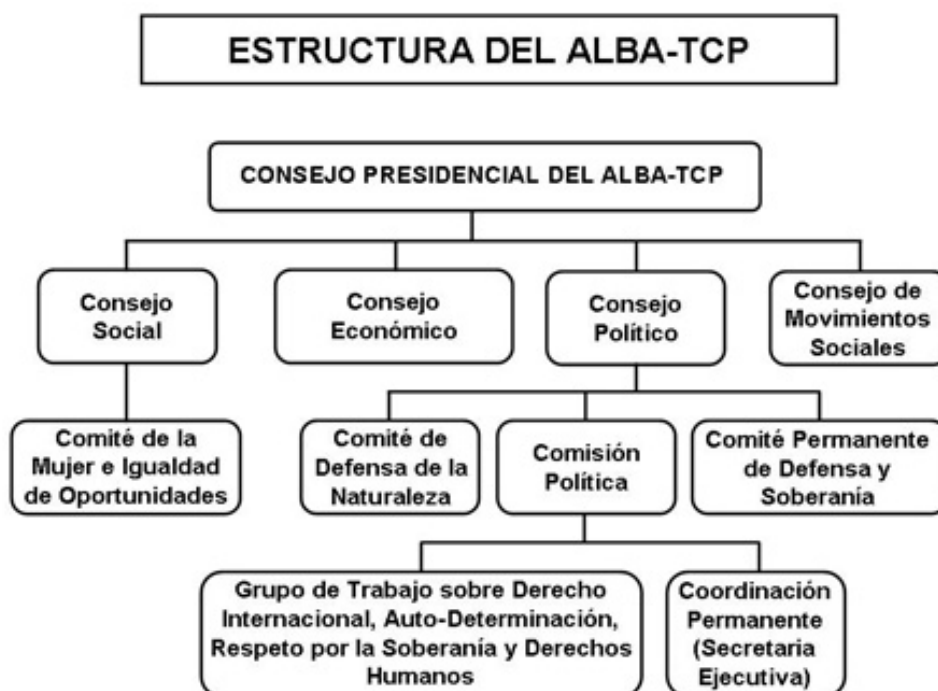 ESTRUCTURA DEL ALBA-TCP
CONSEJO PRESIDENCIAL DEL ALBA-TCP
Consejo
Social
Consejo
Económico
Consejo
Político
Consejo de
Movimientos
Sociales
Comité de la
Mujer e Igualdad
de Oportunidades
Comité de
Defensa de la
Naturaleza
Comisión
Política
Comité Permanente
de Defensa y
Soberanía
Grupo de Trabajo sobre Derecho
Internacional, Auto-Determinación,
Respeto por la Soberanía y Derechos
Humanos
Coordinación
Permanente
(Secretaria
Ejecutiva)